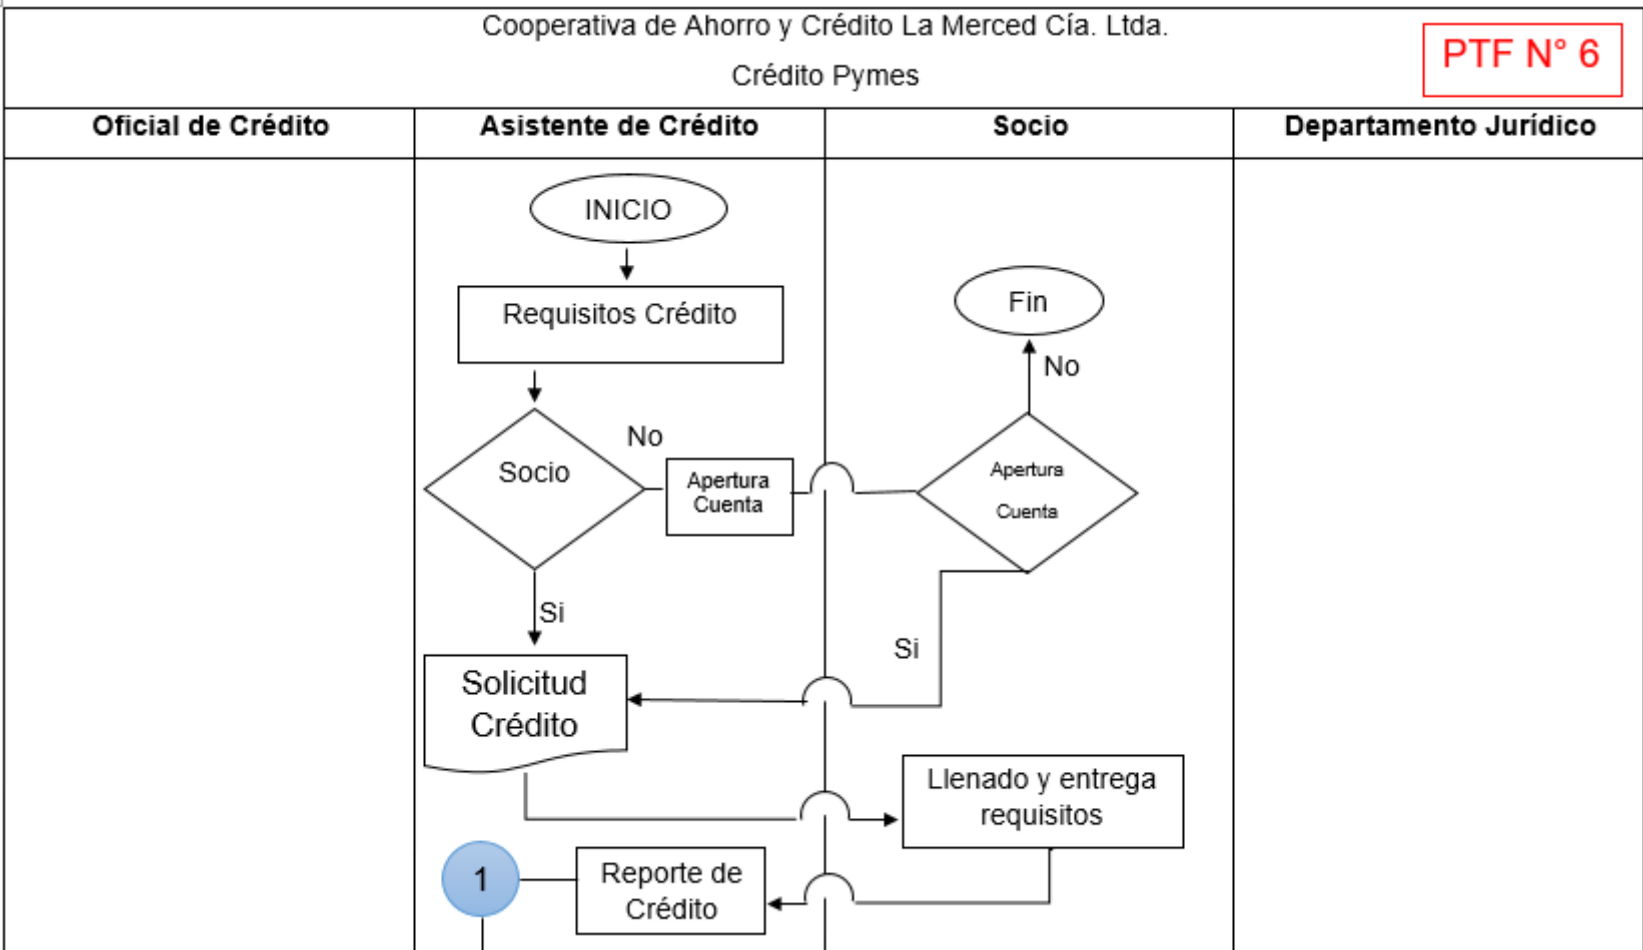 Cooperativa de Ahorro y Crédito La Merced Cía. Ltda.
Crédito Pymes
PTF N° 6
Oficial de Crédito
Asistente de Crédito
Socio
Departamento Jurídico
INICIO
Requisitos Crédito
Fin
No
Socio
No
Apertura
Cuenta
Apertura
Cuenta
Si
Si
Solicitud
Crédito
Llenado y entrega
requisitos
1
Reporte de
Crédito